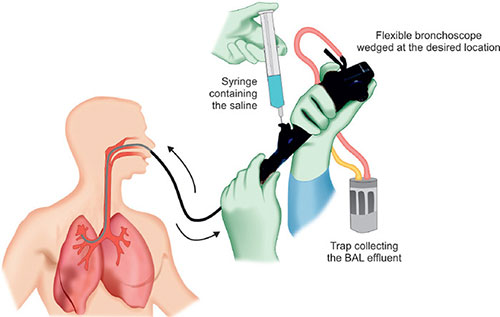 Flexible bronchoscope
wedged at the desired location
Syringe
containing
the saline
Trap collecting
the BAL effluent